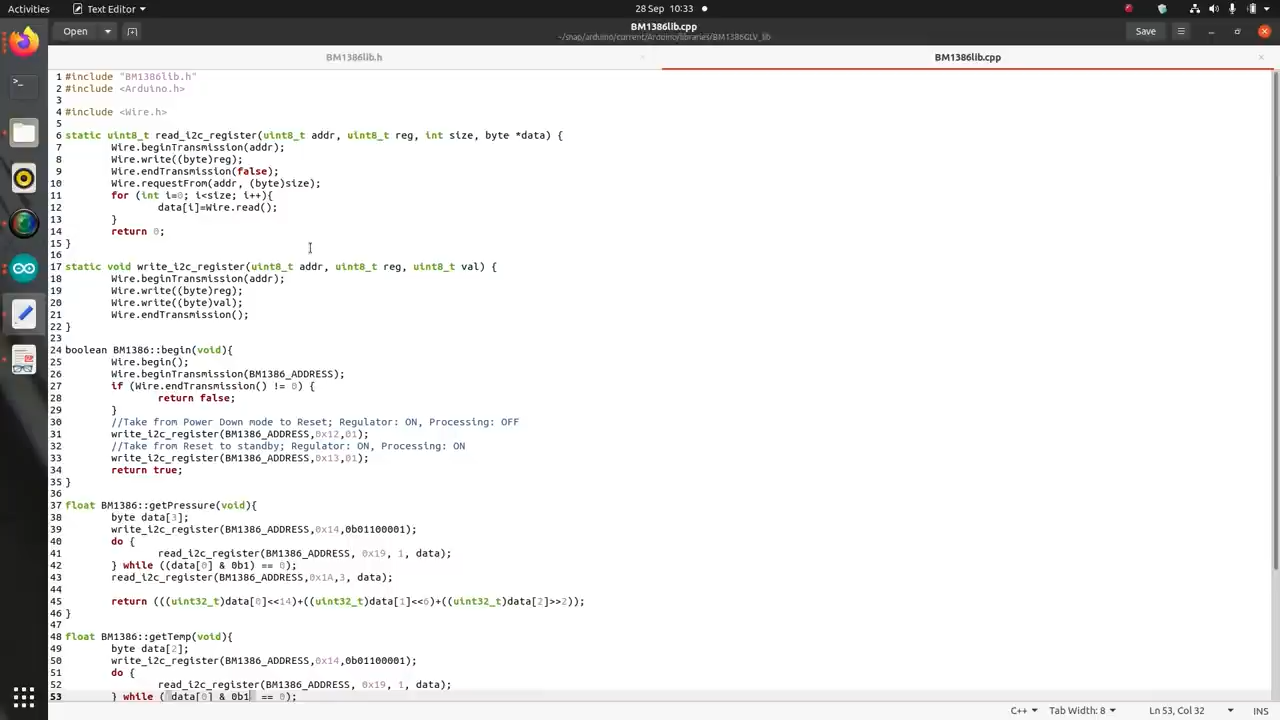 Activities Text Editor 28 Sep 10:33
Open BM1386lib.cpp Save
~/snap/arduino/current/Arduino/libraries/BM1386GLV_lib
BM1386lib.h BM1386lib.cpp
1 #include "BM1386lib.h"
2 #include <Arduino.h>
3
4 #include <Wire.h>
5
6 static uint8_t read_i2c_register(uint8_t addr, uint8_t reg, int size, byte *data) {
7 Wire.beginTransmission(addr);
8 Wire.write((byte)reg);
9 Wire.endTransmission(false);
10 Wire.requestFrom(addr, (byte)size);
11 for (int i=0; i<size; i++){
12 data[i]=Wire.read();
13 }
14 return 0;
15 }
16
17 static void write_i2c_register(uint8_t addr, uint8_t reg, uint8_t val) {
18 Wire.beginTransmission(addr);
19 Wire.write((byte)reg);
20 Wire.write((byte)val);
21 Wire.endTransmission();
22 }
23
24 boolean BM1386::begin(void){
25 Wire.begin();
26 Wire.beginTransmission(BM1386_ADDRESS);
27 if (Wire.endTransmission() != 0) {
28 return false;
29 }
30 //Take from Power Down mode to Reset; Regulator: ON, Processing: OFF
31 write_i2c_register(BM1386_ADDRESS,0x12,01);
32 //Take from Reset to standby; Regulator: ON, Processing: ON
33 write_i2c_register(BM1386_ADDRESS,0x13,01);
34 return true;
35 }
36
37 float BM1386::getPressure(void){
38 byte data[3];
39 write_i2c_register(BM1386_ADDRESS,0x14,0b01100001);
40 do {
41 read_i2c_register(BM1386_ADDRESS, 0x19, 1, data);
42 } while ((data[0] & 0b1) == 0);
43 read_i2c_register(BM1386_ADDRESS,0x1A,3, data);
44
45 return (((uint32_t)data[0]<<14)+((uint32_t)data[1]<<6)+((uint32_t)data[2]>>2));
46 }
47
48 float BM1386::getTemp(void){
49 byte data[2];
50 write_i2c_register(BM1386_ADDRESS,0x14,0b01100001);
51 do {
52 read_i2c_register(BM1386_ADDRESS, 0x19, 1, data);
53 } while ((data[0] & 0b1) == 0);
C++ Tab Width: 8 Ln 53, Col 32 INS